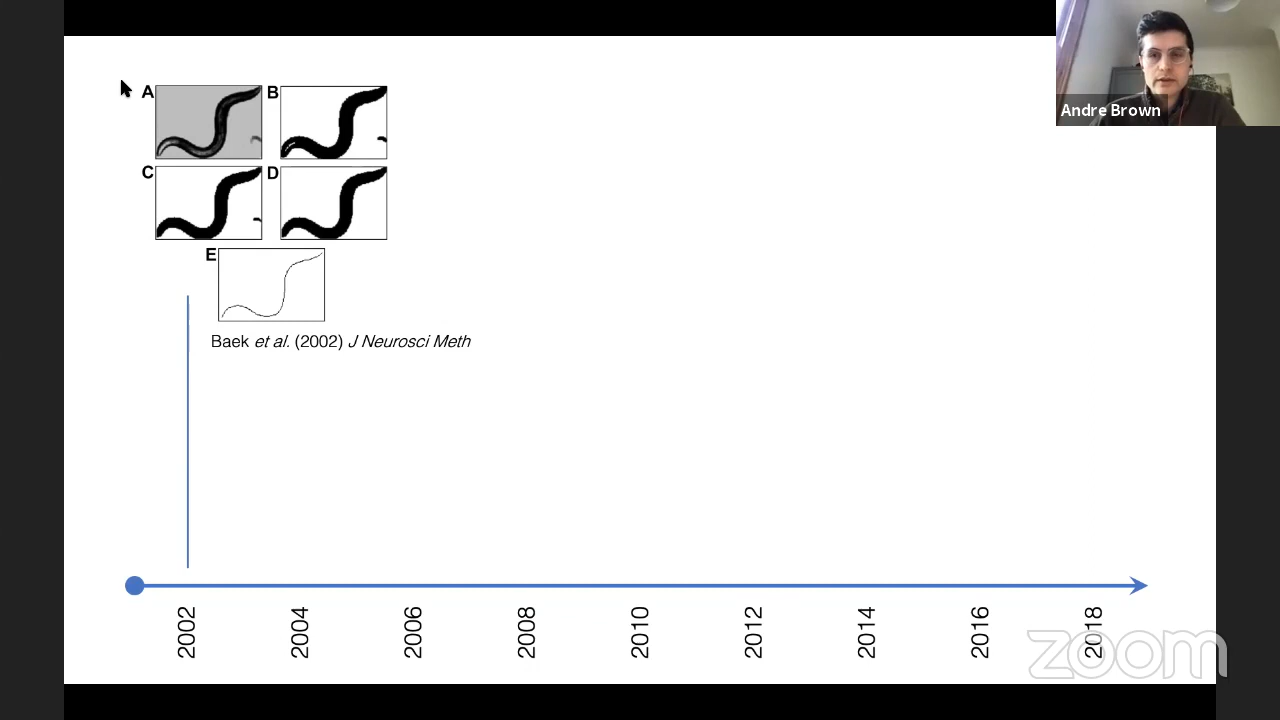 A
B
C
D
E
Andre Brown
Baek et al. (2002) J Neurosci Meth
2002
2004
2006
2008
2010
2012
2014
2016
2018
zoom